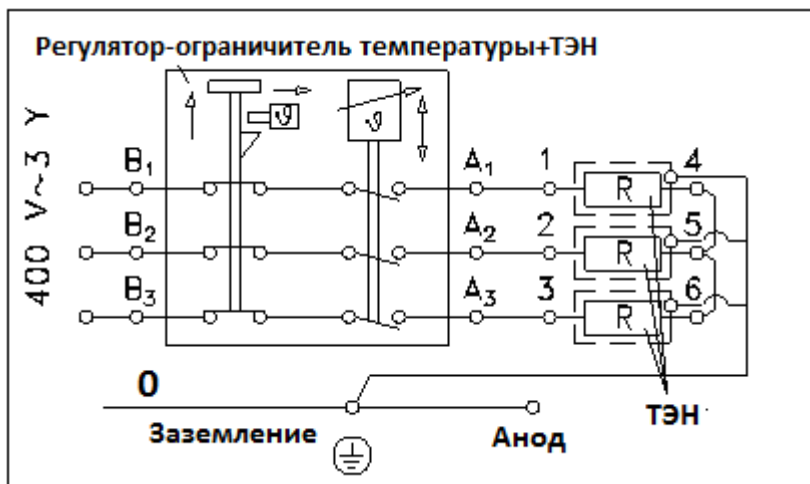 Регулятор-ограничитель температуры+ТЭН
400 V~3 Y
ϑ
ϑ
B1 A1 1 R 4
B2 A2 2 R 5
B3 A3 3 R 6
0
ТЭН
Заземление Анод